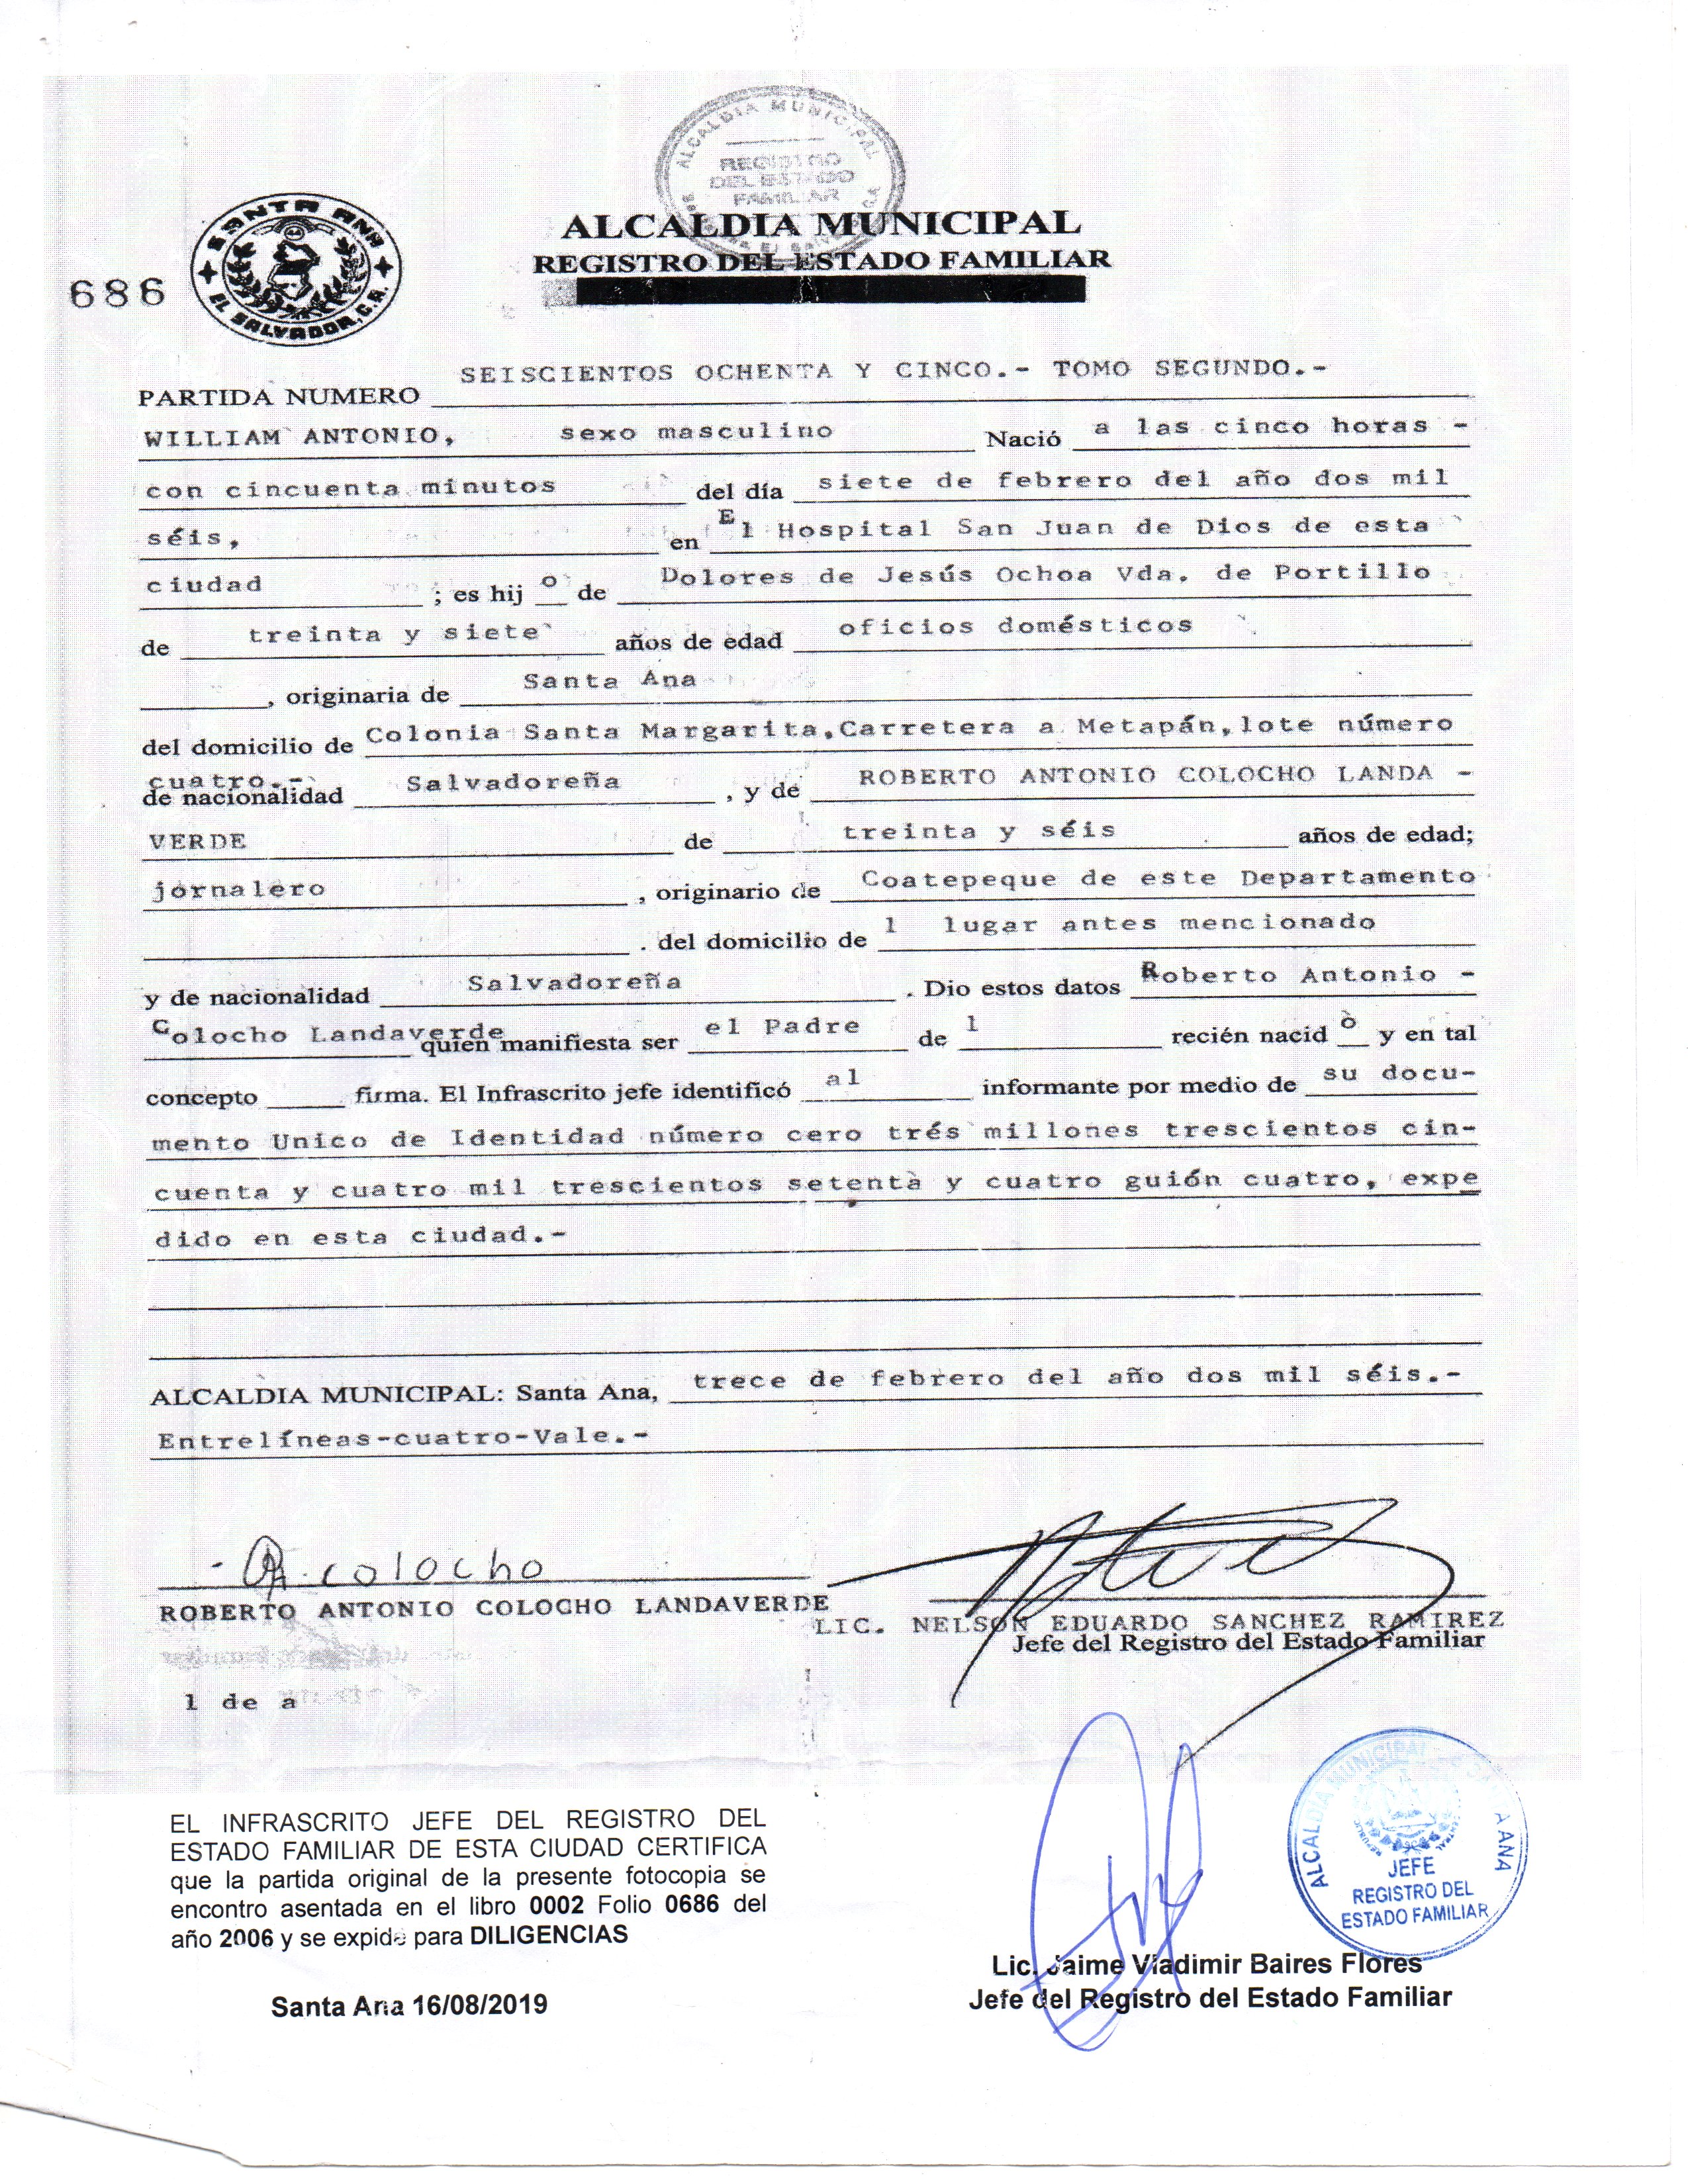 ALCALDIA MUNICIPAL
REGISTRO DEL ESTADO FAMILIAR
SANTA ANA
EL SALVADOR, C.A.
686
ALCALDIA MUNICIPAL
REGISTRO DEL ESTADO FAMILIAR
PARTIDA NUMERO SEISCIENTOS OCHENTA Y CINCO.- TOMO SEGUNDO.-
WILLIAM ANTONIO, sexo masculino Nació a las cinco horas -
con cincuenta minutos del día siete de febrero del año dos mil
séis, en El Hospital San Juan de Dios de esta
ciudad ; es hijo de Dolores de Jesús Ochoa Vda. de Portillo
de treinta y siete años de edad oficios domésticos
, originaria de Santa Ana
del domicilio de Colonia Santa Margarita,Carretera a Metapán,lote número
cuatro.-
de nacionalidad Salvadoreña , y de ROBERTO ANTONIO COLOCHO LANDA -
VERDE de treinta y séis años de edad;
jornalero , originario de Coatepeque de este Departamento
. del domicilio de l lugar antes mencionado
y de nacionalidad Salvadoreña . Dio estos datos Roberto Antonio -
Colocho Landaverde quien manifiesta ser el Padre de l recién nacido y en tal
concepto firma. El Infrascrito jefe identificó al informante por medio de su docu-
mento Unico de Identidad número cero trés millones trescientos cin-
cuenta y cuatro mil trescientos setenta y cuatro guión cuatro, expe
dido en esta ciudad.-
ALCALDIA MUNICIPAL: Santa Ana, trece de febrero del año dos mil séis.-
Entrelíneas-cuatro-Vale.-
colocho
ROBERTO ANTONIO COLOCHO LANDAVERDE
LIC. NELSON EDUARDO SANCHEZ RAMIREZ
Jefe del Registro del Estado Familiar
l de a
EL INFRASCRITO JEFE DEL REGISTRO DEL
ESTADO FAMILIAR DE ESTA CIUDAD CERTIFICA
que la partida original de la presente fotocopia se
encontro asentada en el libro 0002 Folio 0686 del
año 2006 y se expide para DILIGENCIAS
Santa Ana 16/08/2019
ALCALDIA MUNICIPAL DE SANTA ANA
JEFE
REGISTRO DEL
ESTADO FAMILIAR
Lic. Jaime Vladimir Baires Flores
Jefe del Registro del Estado Familiar